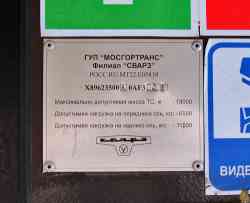 ГУП "МОСГОРТРАНС"
Филиал "СВАРЗ"
Максимально допустимая масса ТС, кг - 18000
Допустимая нагрузка на переднюю ось, кг - 6500
Допустимая нагрузка на заднюю ось, кг - 11500
ВИДЕ